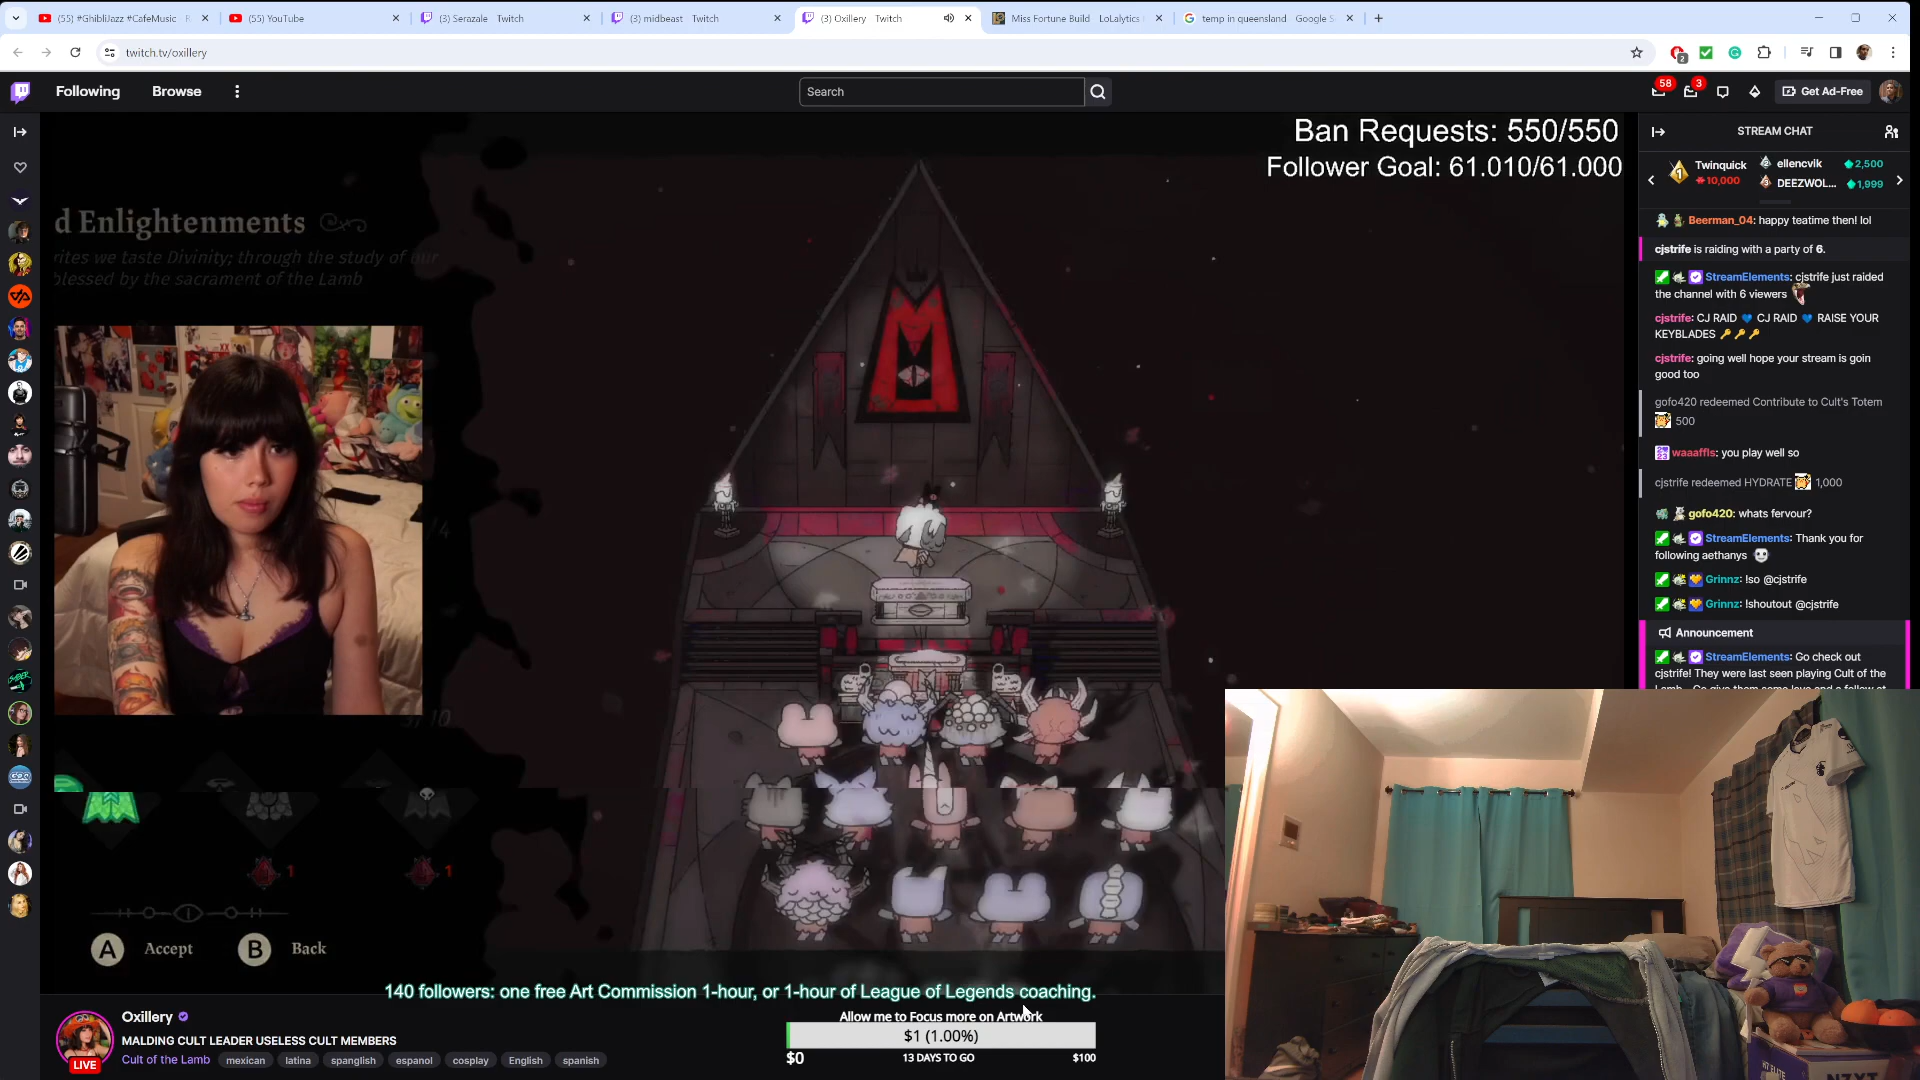 (55) #GhibliJazz #CafeMusic
(55) YouTube
(3) Serazale Twitch
(3) midbeast Twitch
(3) Oxillery Twitch
Miss Fortune Build LoLalytics
temp in queensland Google S
twitch.tv/oxillery
2
Following
Browse
Search
58
3
Get Ad-Free
Ban Requests: 550/550
Follower Goal: 61.010/61.000
d Enlightenments
rites we taste Divinity; through the study of our
blessed by the sacrament of the Lamb
1
1
A Accept
B Back
140 followers: one free Art Commission 1-hour, or 1-hour of League of Legends coaching.
Oxillery
MALDING CULT LEADER USELESS CULT MEMBERS
Cult of the Lamb
mexican
latina
spanglish
espanol
cosplay
English
spanish
LIVE
Allow me to Focus more on Artwork
$1 (1.00%)
$0
13 DAYS TO GO
$100
STREAM CHAT
1
Twinquick
10,000
ellencvik
2,500
DEEZWOL...
1,999
Beerman_04: happy teatime then! lol
cjstrife is raiding with a party of 6.
StreamElements: cjstrife just raided
the channel with 6 viewers
cjstrife: CJ RAID 💙 CJ RAID 💙 RAISE YOUR
KEYBLADES 🔑 🔑 🔑
cjstrife: going well hope your stream is goin
good too
gofo420 redeemed Contribute to Cult's Totem
500
waaaffls: you play well so
cjstrife redeemed HYDRATE 1,000
gofo420: whats fervour?
StreamElements: Thank you for
following aethanys
Grinnz: !so @cjstrife
Grinnz: !shoutout @cjstrife
Announcement
StreamElements: Go check out
cjstrife! They were last seen playing Cult of the